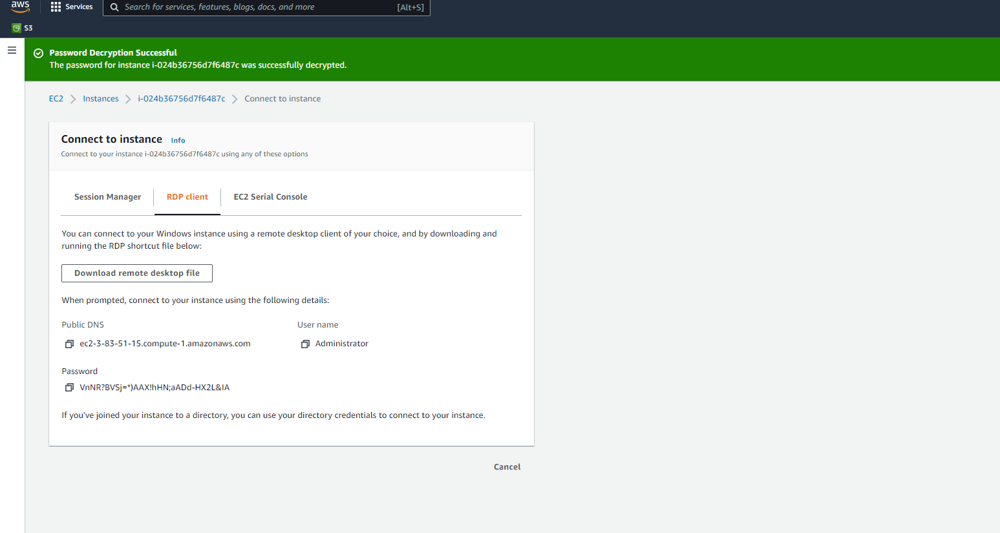 aws
Services
Search for services, features, blogs, docs, and more
[Alt+S]
S3
Password Decryption Successful
The password for instance i-024b36756d7f6487c was successfully decrypted.
EC2 > Instances > i-024b36756d7f6487c > Connect to instance
Connect to instance Info
Connect to your instance i-024b36756d7f6487c using any of these options
Session Manager
RDP client
EC2 Serial Console
You can connect to your Windows instance using a remote desktop client of your choice, and by downloading and
running the RDP shortcut file below:
Download remote desktop file
When prompted, connect to your instance using the following details:
Public DNS
ec2-3-83-51-15.compute-1.amazonaws.com
User name
Administrator
Password
VnNR?BVSj=*)AAX!hHN;aADd-HX2L&IA
If you've joined your instance to a directory, you can use your directory credentials to connect to your instance.
Cancel